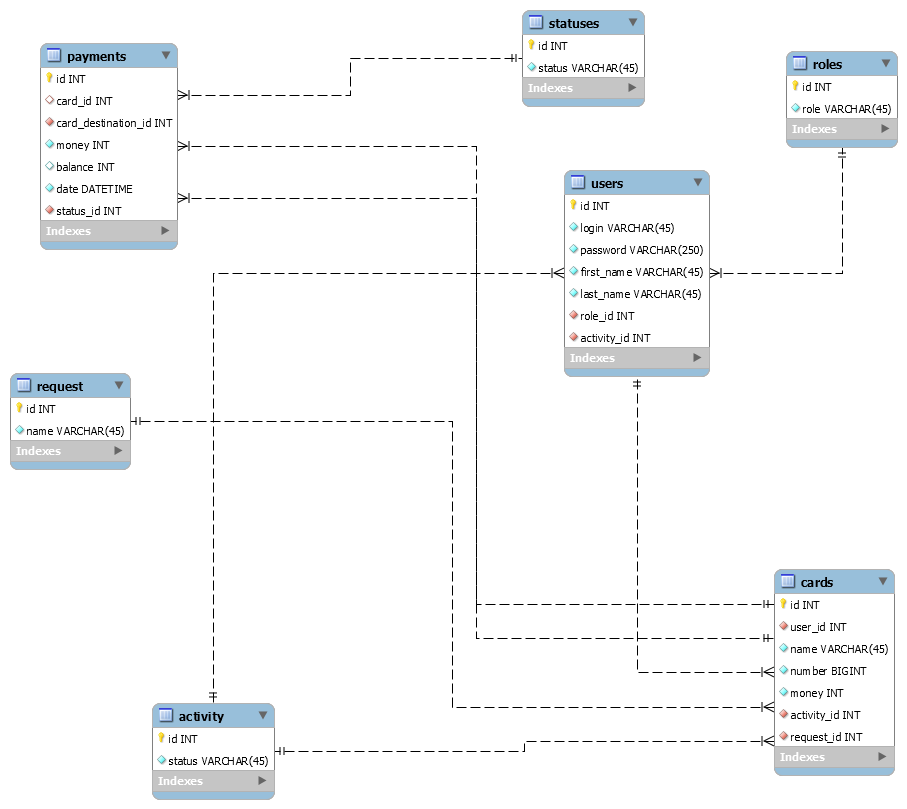 statuses
id INT
status VARCHAR(45)
Indexes
payments
id INT
card_id INT
card_destination_id INT
money INT
balance INT
date DATETIME
status_id INT
Indexes
roles
id INT
role VARCHAR(45)
Indexes
users
id INT
login VARCHAR(45)
password VARCHAR(250)
first_name VARCHAR(45)
last_name VARCHAR(45)
role_id INT
activity_id INT
Indexes
request
id INT
name VARCHAR(45)
Indexes
cards
id INT
user_id INT
name VARCHAR(45)
number BIGINT
money INT
activity_id INT
request_id INT
Indexes
activity
id INT
status VARCHAR(45)
Indexes